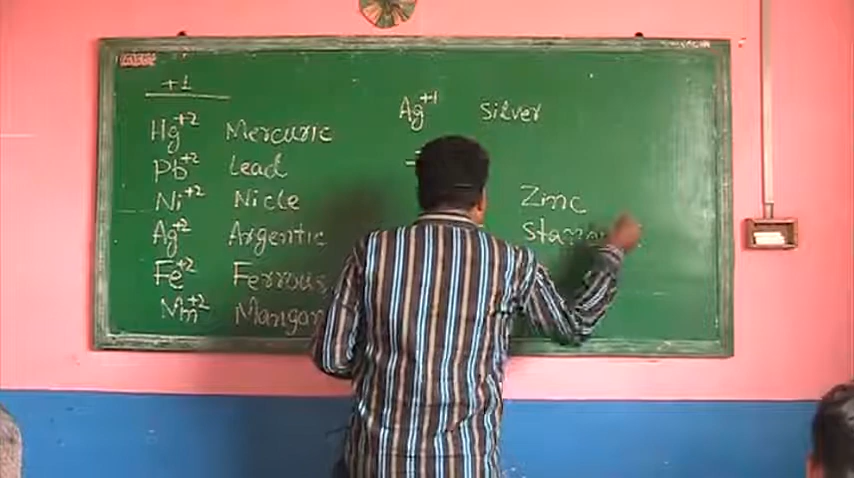 +1
Hg+2 Mercuric
Pb+2 Lead
Ni+2 Nicle
Ag+2 Argentic
Fe+2 Ferrous
Mn+2
Ag+1 Silver
Zinc